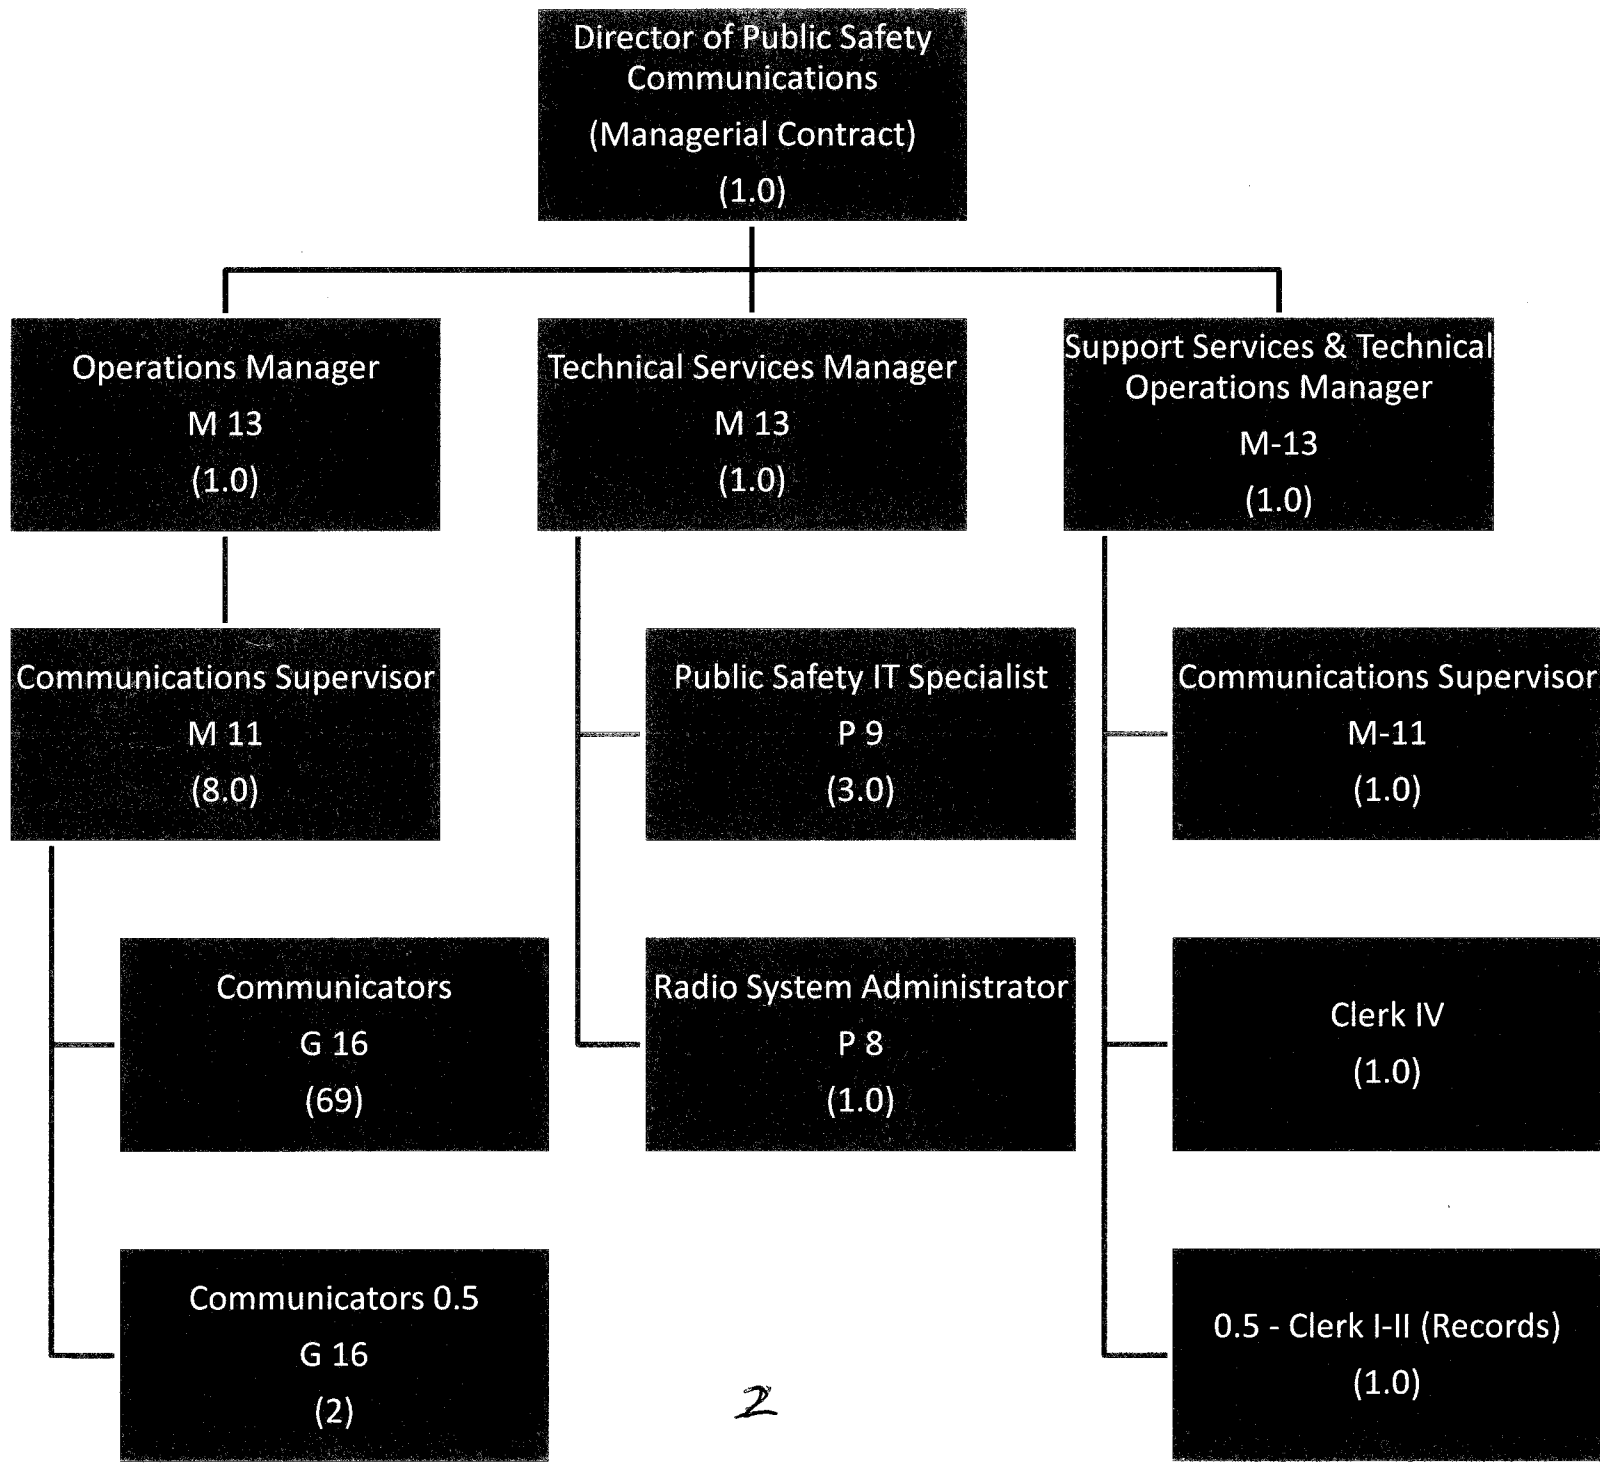 Director of Public Safety
Communications
(Managerial Contract)
(1.0)
Operations Manager
M 13
(1.0)
Technical Services Manager
M 13
(1.0)
Support Services & Technical
Operations Manager
M-13
(1.0)
Communications Supervisor
M 11
(8.0)
Public Safety IT Specialist
P 9
(3.0)
Communications Supervisor
M-11
(1.0)
Communicators
G 16
(69)
Radio System Administrator
P 8
(1.0)
Clerk IV
(1.0)
Communicators 0.5
G 16
(2)
0.5 - Clerk I-II (Records)
(1.0)
2